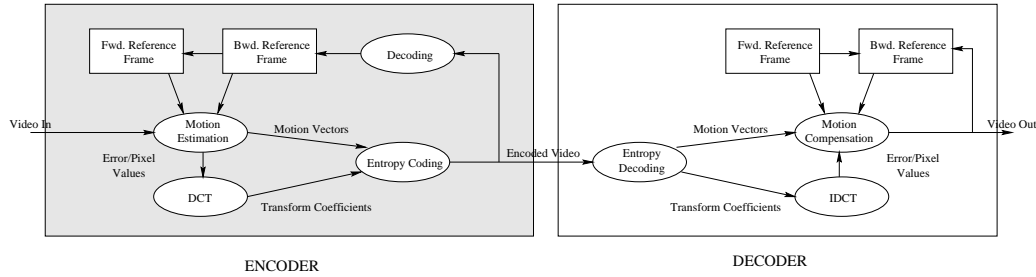 Fwd. Reference
Frame
Bwd. Reference
Frame
Decoding
Video In
Motion
Estimation
Motion Vectors
Error/Pixel
Values
Entropy Coding
DCT
Transform Coefficients
ENCODER
Encoded Video
Fwd. Reference
Frame
Bwd. Reference
Frame
Entropy
Decoding
Motion Vectors
Motion
Compensation
Video Out
Error/Pixel
Values
IDCT
Transform Coefficients
DECODER